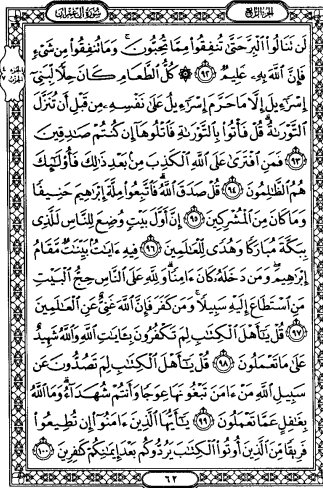 الجزء الرابع
سورة آل عمران
لَن تَنَالُوا۟ ٱلْبِرَّ حَتَّىٰ تُنفِقُوا۟ مِمَّا تُحِبُّونَ ۚ وَمَا تُنفِقُوا۟ مِن شَىْءٍ
فَإِنَّ ٱللَّهَ بِهِۦ عَلِيمٌ ﴿٩٢﴾ ۞ كُلُّ ٱلطَّعَامِ كَانَ حِلًّا لِّبَنِىٓ
إِسْرَٰٓءِيلَ إِلَّا مَا حَرَّمَ إِسْرَٰٓءِيلُ عَلَىٰ نَفْسِهِۦ مِن قَبْلِ أَن تُنَزَّلَ
ٱلتَّوْرَىٰةُ ۗ قُلْ فَأْتُوا۟ بِٱلتَّوْرَىٰةِ فَٱتْلُوهَآ إِن كُنتُمْ صَٰدِقِينَ
﴿٩٣﴾ فَمَنِ ٱفْتَرَىٰ عَلَى ٱللَّهِ ٱلْكَذِبَ مِنۢ بَعْدِ ذَٰلِكَ فَأُو۟لَٰٓئِكَ
هُمُ ٱلظَّٰلِمُونَ ﴿٩٤﴾ قُلْ صَدَقَ ٱللَّهُ ۗ فَٱتَّبِعُوا۟ مِلَّةَ إِبْرَٰهِيمَ حَنِيفًا
وَمَا كَانَ مِنَ ٱلْمُشْرِكِينَ ﴿٩٥﴾ إِنَّ أَوَّلَ بَيْتٍ وُضِعَ لِلنَّاسِ لَلَّذِى
بِبَكَّةَ مُبَارَكًا وَهُدًى لِّلْعَٰلَمِينَ ﴿٩٦﴾ فِيهِ ءَايَٰتٌۢ بَيِّنَٰتٌ مَّقَامُ
إِبْرَٰهِيمَ ۖ وَمَن دَخَلَهُۥ كَانَ ءَامِنًا ۗ وَلِلَّهِ عَلَى ٱلنَّاسِ حِجُّ ٱلْبَيْتِ
مَنِ ٱسْتَطَاعَ إِلَيْهِ سَبِيلًا ۚ وَمَن كَفَرَ فَإِنَّ ٱللَّهَ غَنِىٌّ عَنِ ٱلْعَٰلَمِينَ
﴿٩٧﴾ قُلْ يَٰٓأَهْلَ ٱلْكِتَٰبِ لِمَ تَكْفُرُونَ بِـَٔايَٰتِ ٱللَّهِ وَٱللَّهُ شَهِيدٌ
عَلَىٰ مَا تَعْمَلُونَ ﴿٩٨﴾ قُلْ يَٰٓأَهْلَ ٱلْكِتَٰبِ لِمَ تَصُدُّونَ عَن
سَبِيلِ ٱللَّهِ مَنْ ءَامَنَ تَبْغُونَهَا عِوَجًا وَأَنتُمْ شُهَدَآءُ ۗ وَمَا ٱللَّهُ
بِغَٰفِلٍ عَمَّا تَعْمَلُونَ ﴿٩٩﴾ يَٰٓأَيُّهَا ٱلَّذِينَ ءَامَنُوٓا۟ إِن تُطِيعُوا۟
فَرِيقًا مِّنَ ٱلَّذِينَ أُوتُوا۟ ٱلْكِتَٰبَ يَرُدُّوكُم بَعْدَ إِيمَٰنِكُمْ كَٰفِرِينَ ﴿١٠٠﴾
٦٢